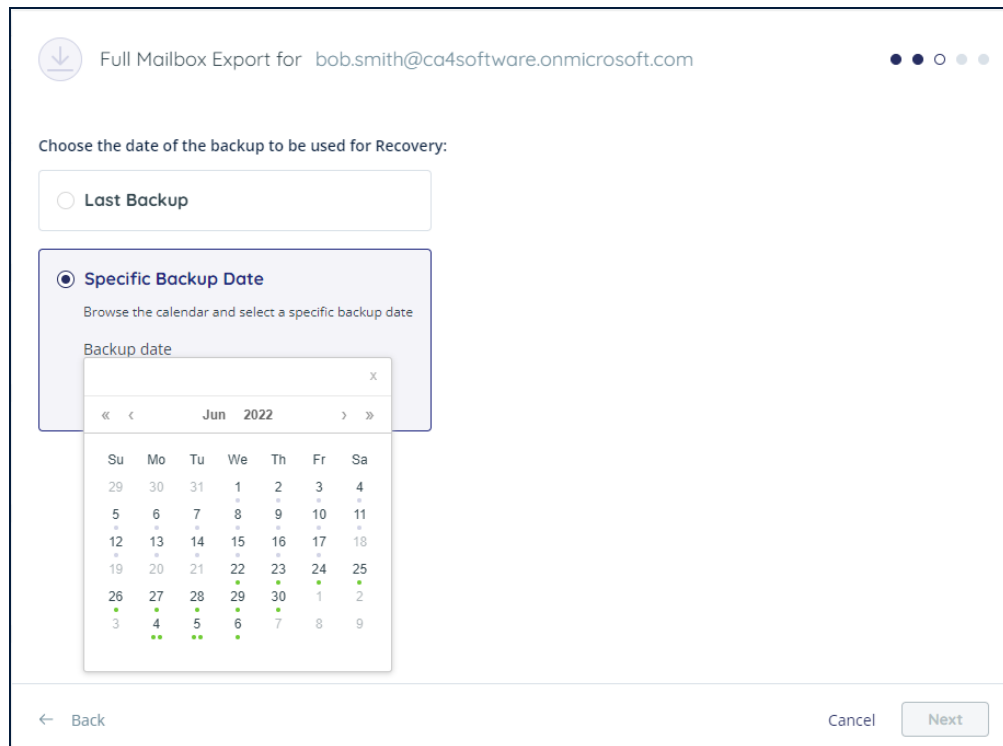 Full Mailbox Export for bob.smith@ca4software.onmicrosoft.com
Choose the date of the backup to be used for Recovery:
Last Backup
Specific Backup Date
Browse the calendar and select a specific backup date
Backup date
x
« ‹ Jun 2022 › »
Su Mo Tu We Th Fr Sa
29 30 31 1 2 3 4
5 6 7 8 9 10 11
12 13 14 15 16 17 18
19 20 21 22 23 24 25
26 27 28 29 30 1 2
3 4 5 6 7 8 9
← Back Cancel Next